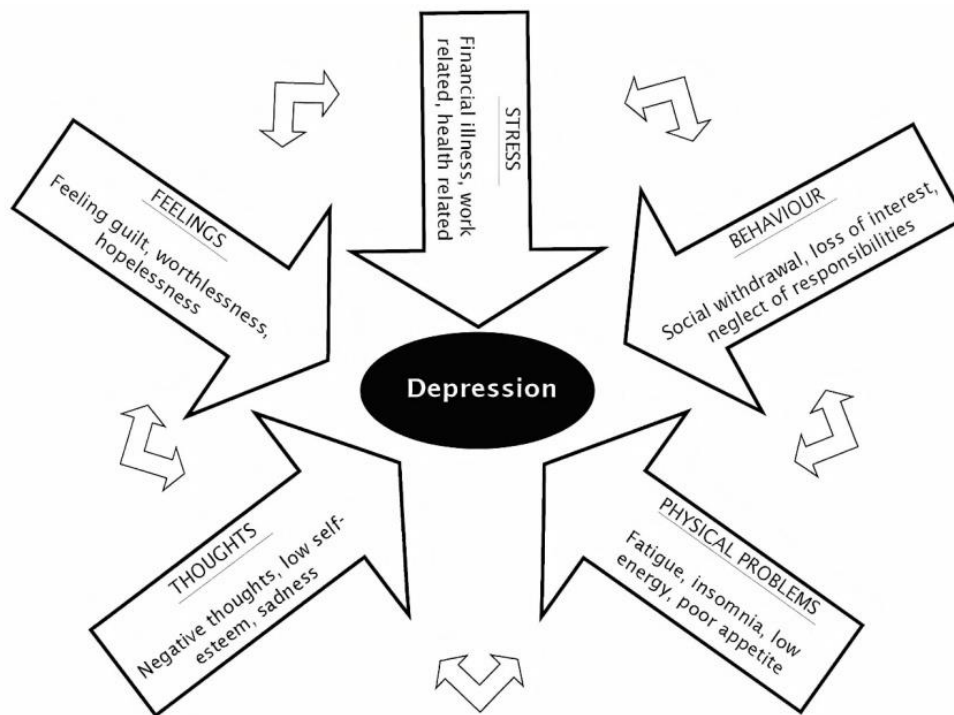 STRESS
Financial illness, work
related, health related
FEELINGS
Feeling guilt, worthlessness,
hopelessness
BEHAVIOUR
Social withdrawal, loss of interest,
neglect of responsibilities
Depression
THOUGHTS
Negative thoughts, low self-
esteem, sadness
PHYSICAL PROBLEMS
Fatigue, insomnia, low
energy, poor appetite